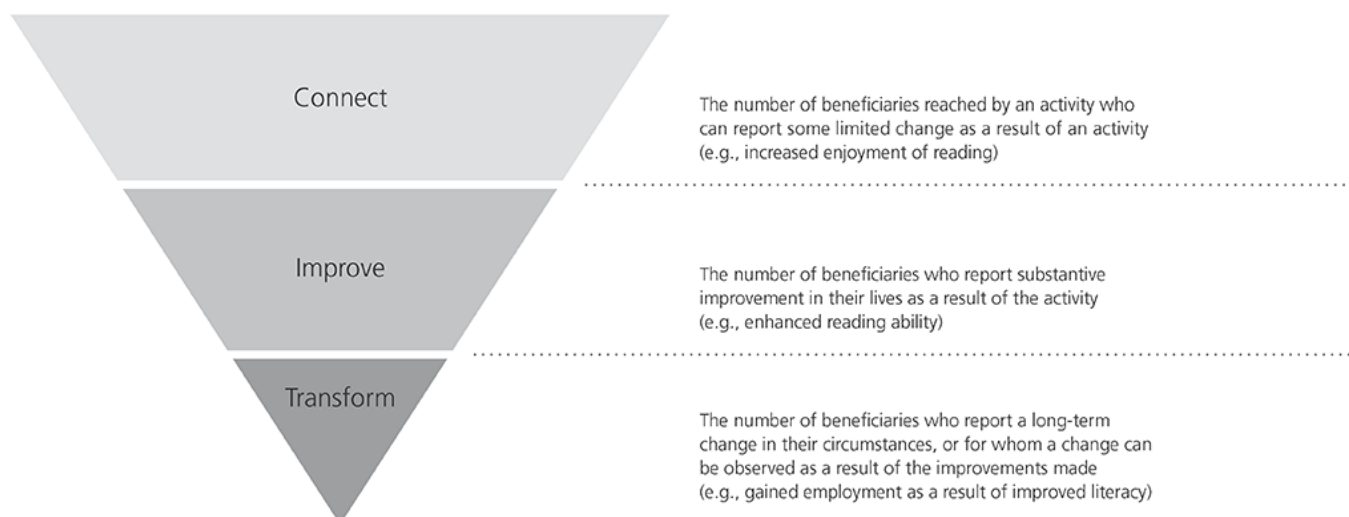 Connect
The number of beneficiaries reached by an activity who
can report some limited change as a result of an activity
(e.g., increased enjoyment of reading)
Improve
The number of beneficiaries who report substantive
improvement in their lives as a result of the activity
(e.g., enhanced reading ability)
Transform
The number of beneficiaries who report a long-term
change in their circumstances, or for whom a change can
be observed as a result of the improvements made
(e.g., gained employment as a result of improved literacy)